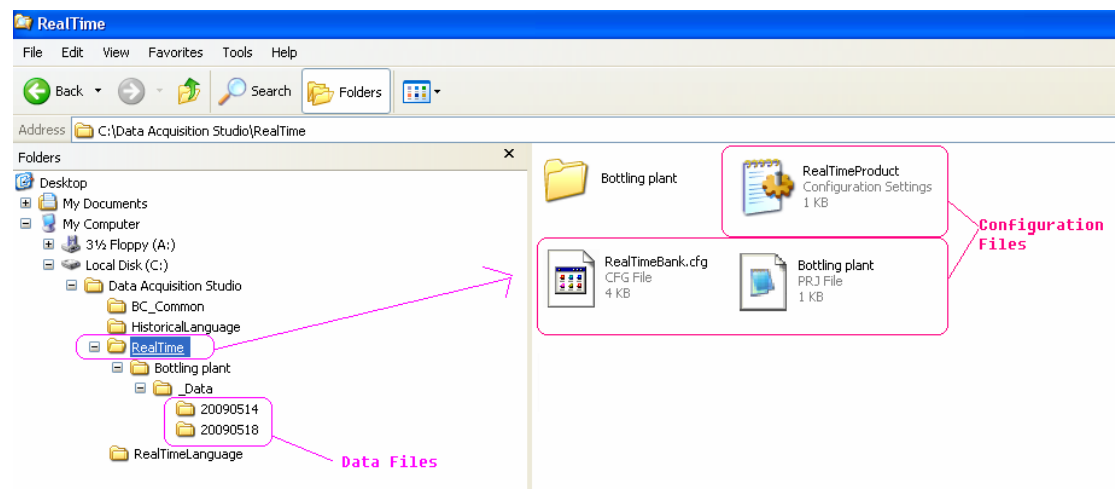 RealTime
File Edit View Favorites Tools Help
Back Search Folders
Address C:\Data Acquisition Studio\RealTime
Folders x
Desktop
My Documents
My Computer
3½ Floppy (A:)
Local Disk (C:)
Data Acquisition Studio
BC_Common
HistoricalLanguage
RealTime
Bottling plant
_Data
20090514
20090518
RealTimeLanguage
Data Files
Bottling plant
RealTimeProduct
Configuration Settings
1 KB
RealTimeBank.cfg
CFG File
4 KB
Bottling plant
PRJ File
1 KB
Configuration
Files